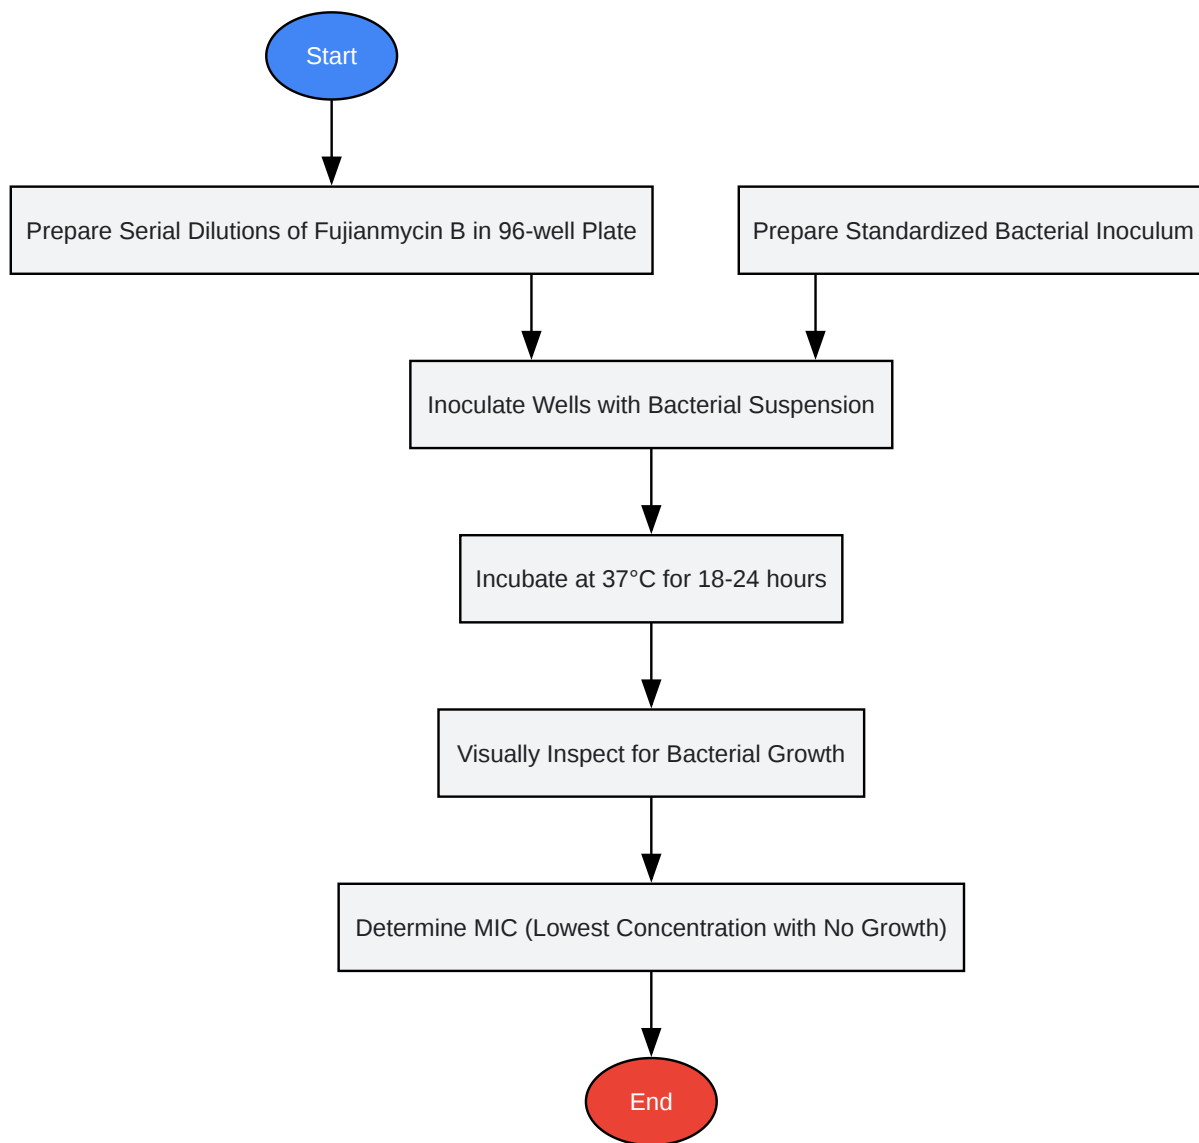 Start
Prepare Serial Dilutions of Fujianmycin B in 96-well Plate
Prepare Standardized Bacterial Inoculum
Inoculate Wells with Bacterial Suspension
Incubate at 37°C for 18-24 hours
Visually Inspect for Bacterial Growth
Determine MIC (Lowest Concentration with No Growth)
End